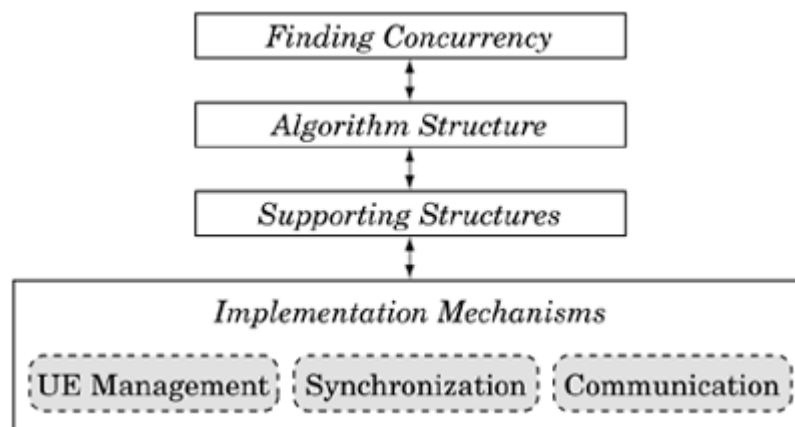 Finding Concurrency
Algorithm Structure
Supporting Structures
Implementation Mechanisms
UE Management Synchronization Communication